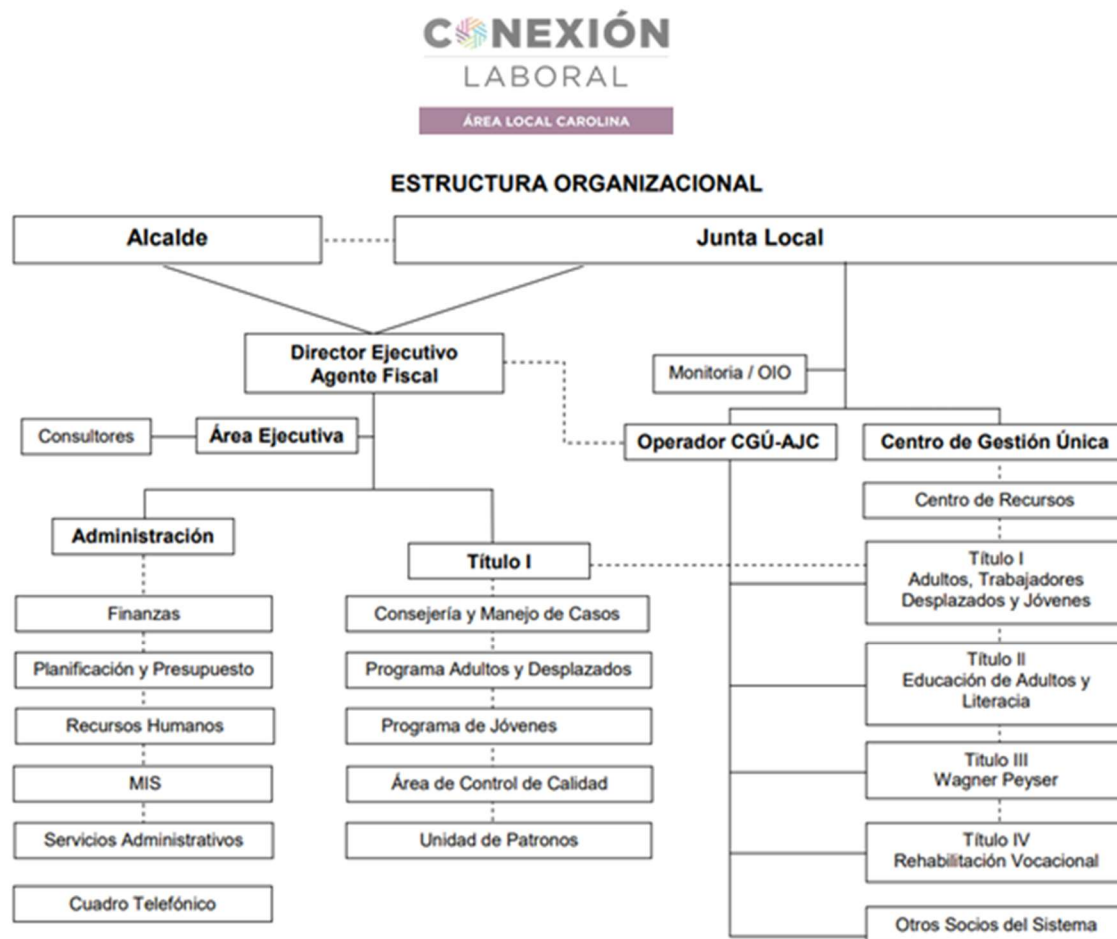 CONEXIÓN
LABORAL
ÁREA LOCAL CAROLINA
ESTRUCTURA ORGANIZACIONAL
Alcalde
Junta Local
Director Ejecutivo
Agente Fiscal
Monitoria / OIO
Consultores
Área Ejecutiva
Operador CGÚ-AJC
Centro de Gestión Única
Administración
Título I
Finanzas
Planificación y Presupuesto
Recursos Humanos
MIS
Servicios Administrativos
Cuadro Telefónico
Consejería y Manejo de Casos
Programa Adultos y Desplazados
Programa de Jóvenes
Área de Control de Calidad
Unidad de Patronos
Centro de Recursos
Título I
Adultos, Trabajadores
Desplazados y Jóvenes
Título II
Educación de Adultos y
Literacia
Titulo III
Wagner Peyser
Título IV
Rehabilitación Vocacional
Otros Socios del Sistema